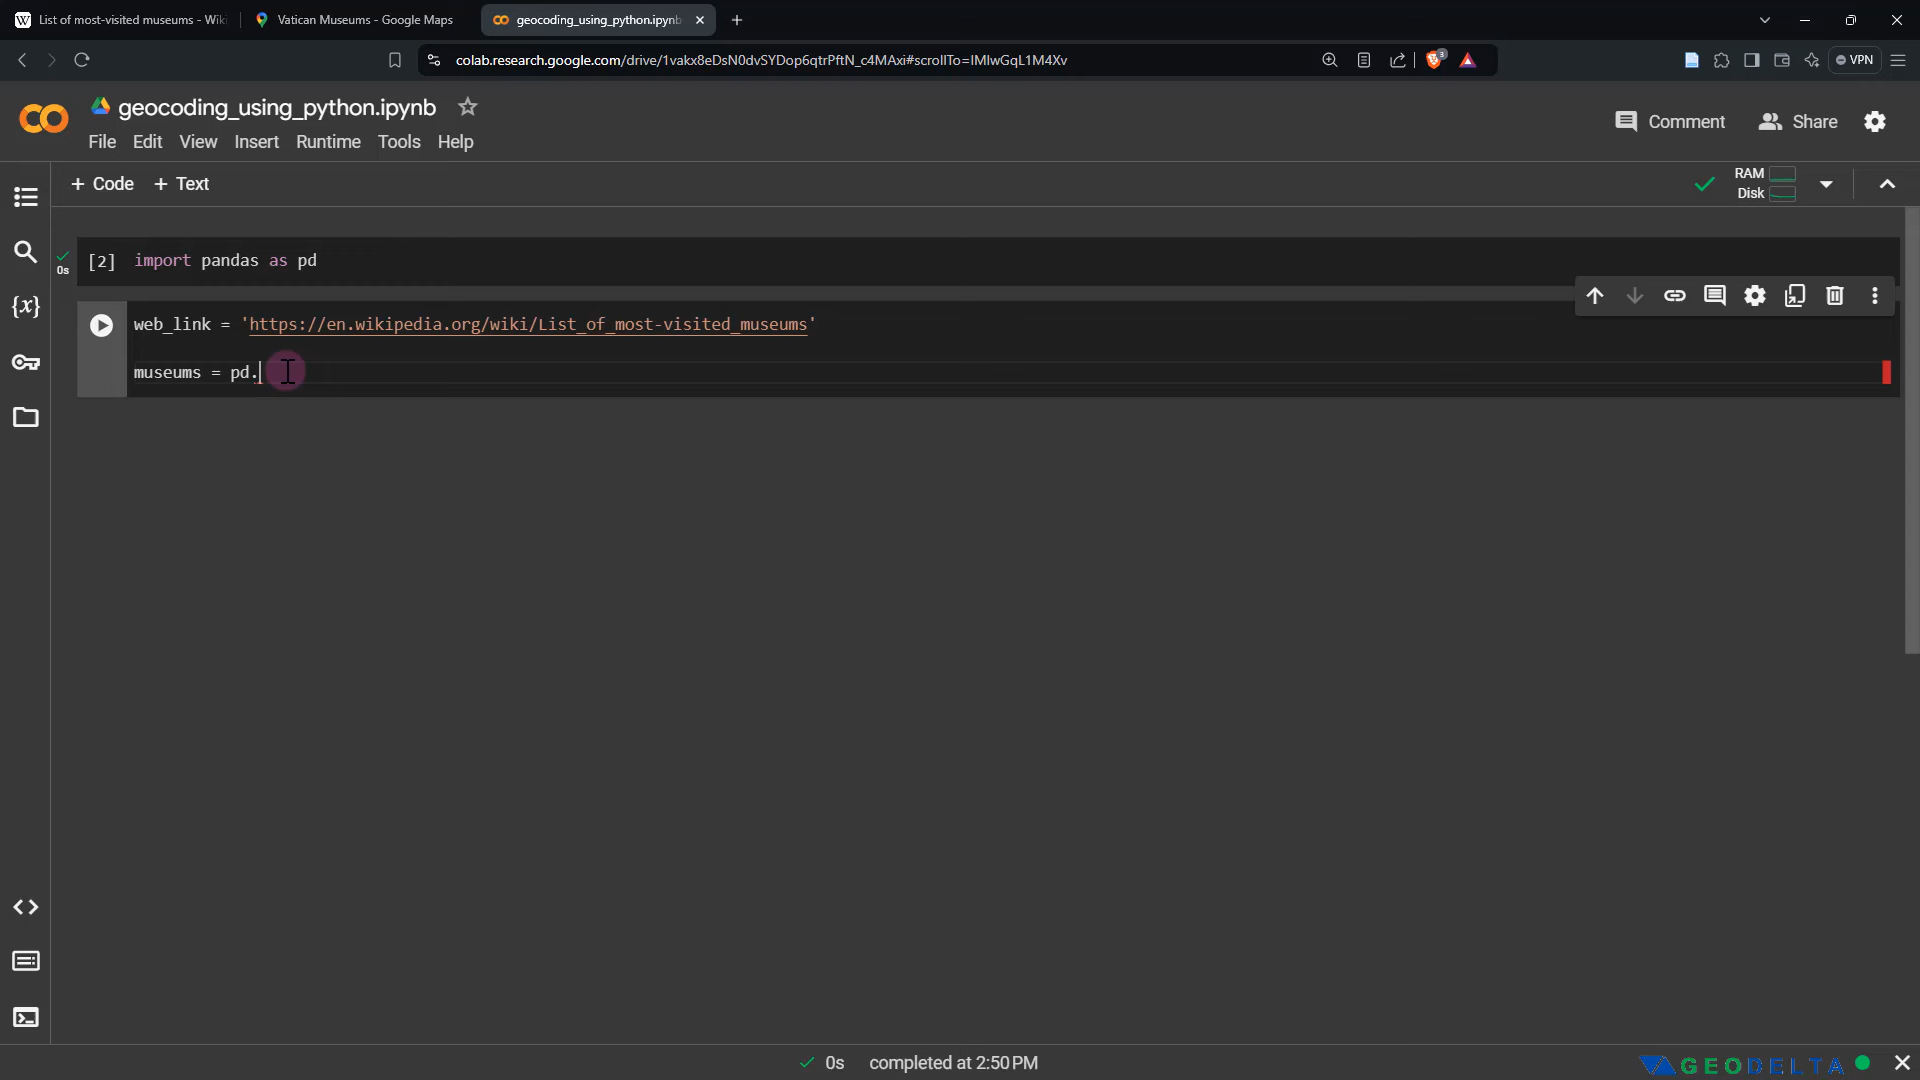 List of most-visited museums - Wiki
Vatican Museums - Google Maps
geocoding_using_python.ipynb
colab.research.google.com/drive/1vakx8eDsN0dvSYDop6qtrPftN_c4MAxi#scrollTo=IMIwGqL1M4Xv
3
VPN
geocoding_using_python.ipynb
File Edit View Insert Runtime Tools Help
Comment
Share
+ Code + Text
RAM
Disk
0s
[2] import pandas as pd
web_link = 'https://en.wikipedia.org/wiki/List_of_most-visited_museums'
museums = pd.
{x}
0s completed at 2:50 PM
GEODELTA